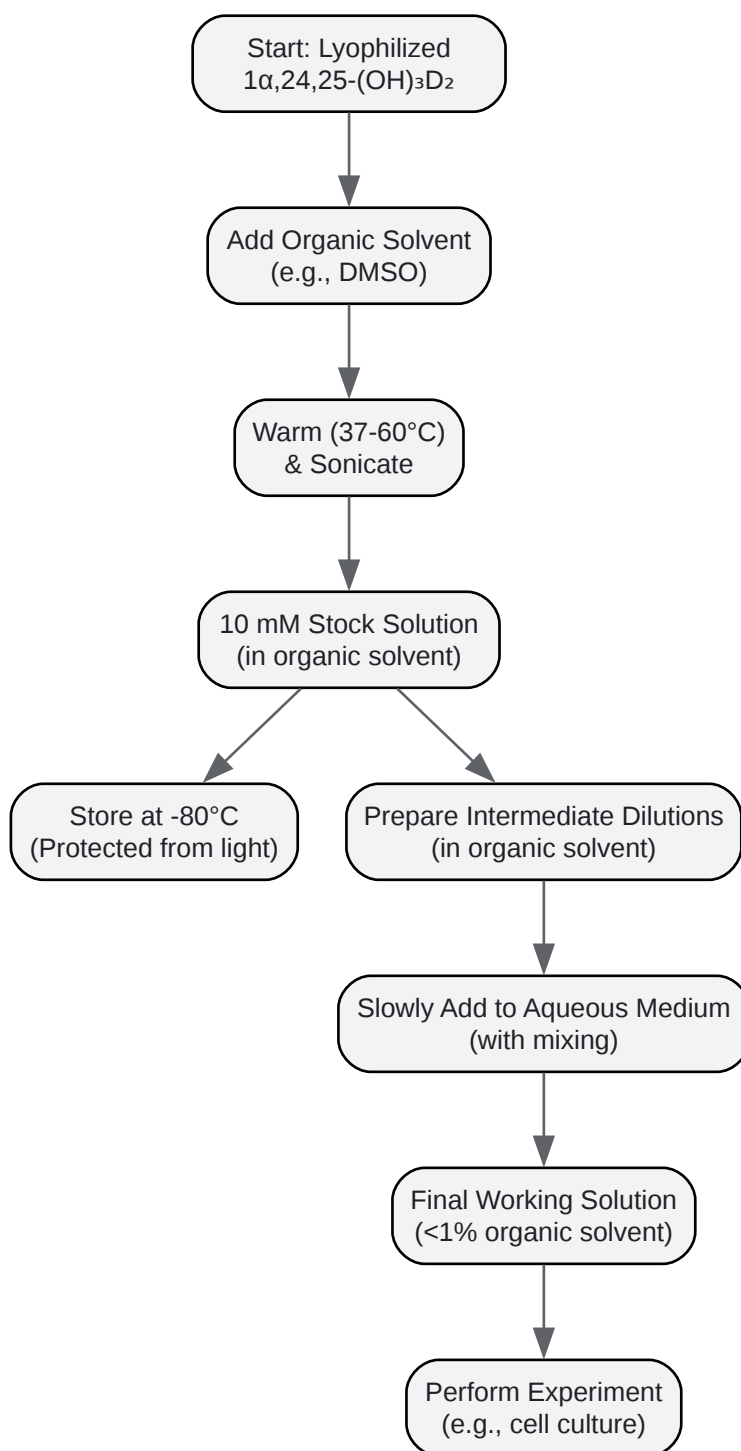 Start: Lyophilized
1α,24,25-(OH)₃D₂
Add Organic Solvent
(e.g., DMSO)
Warm (37-60°C)
& Sonicate
10 mM Stock Solution
(in organic solvent)
Store at -80°C
(Protected from light)
Prepare Intermediate Dilutions
(in organic solvent)
Slowly Add to Aqueous Medium
(with mixing)
Final Working Solution
(<1% organic solvent)
Perform Experiment
(e.g., cell culture)